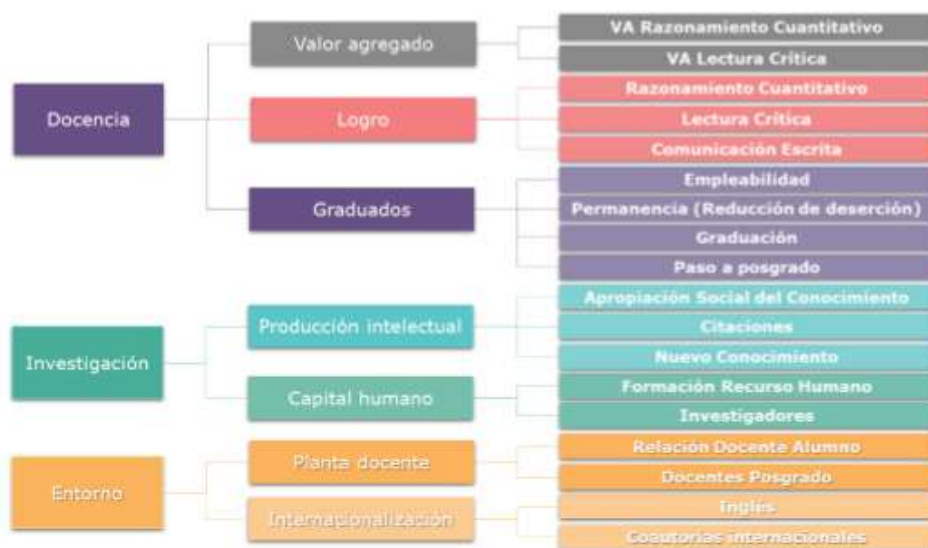 Docencia
Valor agregado
VA Razonamiento Cuantitativo
VA Lectura Crítica
Logro
Razonamiento Cuantitativo
Lectura Crítica
Comunicación Escrita
Graduados
Empleabilidad
Permanencia (Reducción de deserción)
Graduación
Paso a posgrado
Investigación
Producción intelectual
Apropiación Social del Conocimiento
Citaciones
Nuevo Conocimiento
Capital humano
Formación Recurso Humano
Investigadores
Entorno
Planta docente
Relación Docente Alumno
Docentes Posgrado
Internacionalización
Inglés
Coautorías internacionales